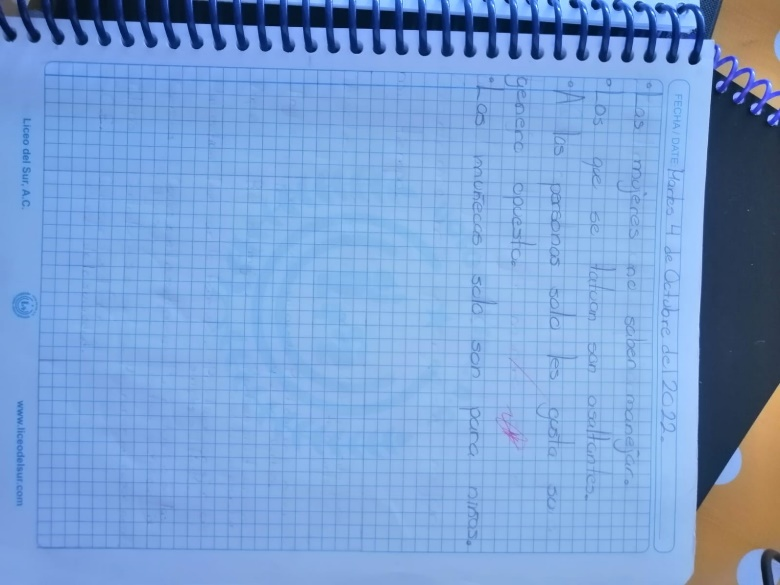 FECHA/DATE Martes 4 de Octubre del 2022.
• Las mujeres no saben manejar.
• Los que se tatuan son asaltantes.
• A las personas solo les gusta su
genero opuesto.
• Las muñecas solo son para niñas.
Liceo del Sur, A.C.
www.liceodelsur.com